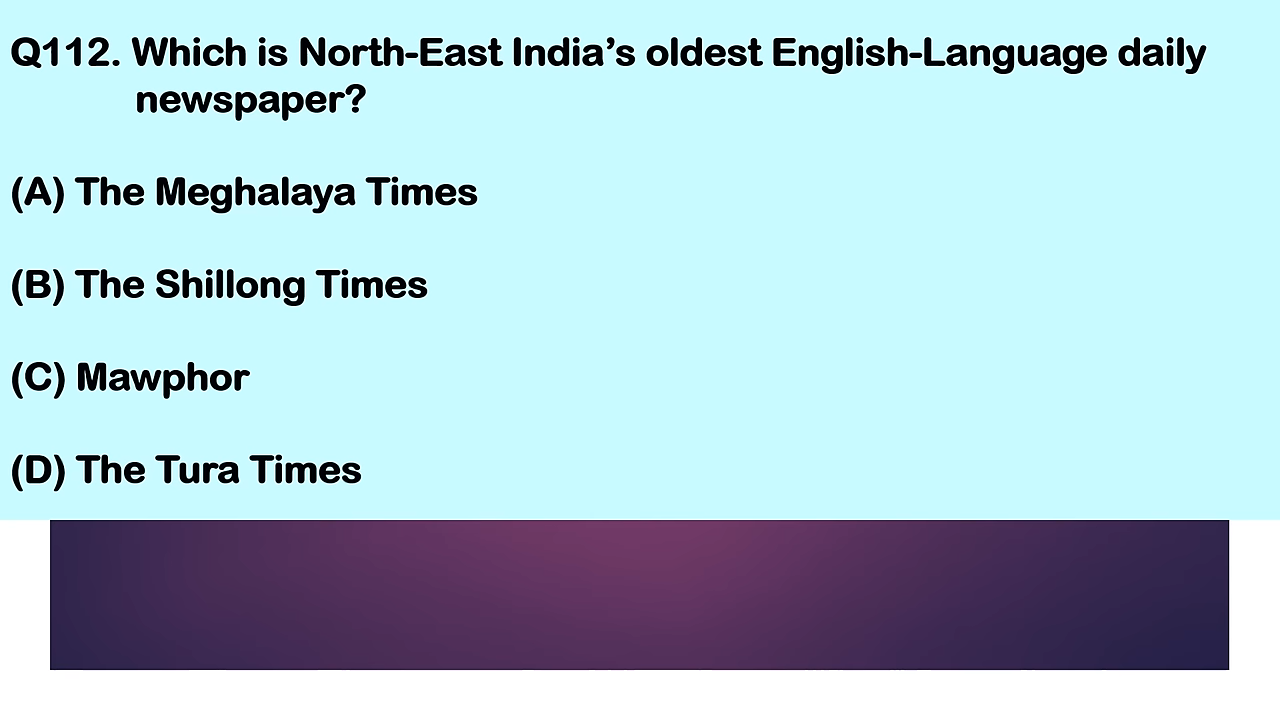 Q112. Which is North-East India’s oldest English-Language daily
newspaper?
(A) The Meghalaya Times
(B) The Shillong Times
(C) Mawphor
(D) The Tura Times